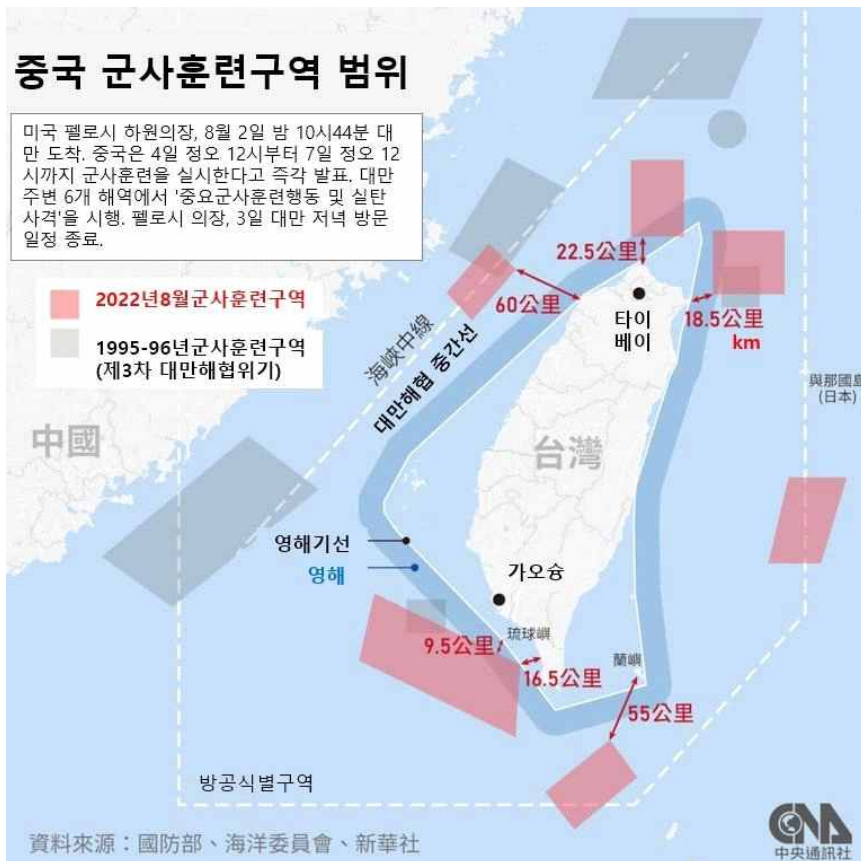 중국 군사훈련구역 범위
미국 펠로시 하원의장, 8월 2일 밤 10시44분 대
만 도착. 중국은 4일 정오 12시부터 7일 정오 12
시까지 군사훈련을 실시한다고 즉각 발표. 대만
주변 6개 해역에서 '중요군사훈련행동 및 실탄
사격'을 시행. 펠로시 의장, 3일 대만 저녁 방문
일정 종료.
2022년8월군사훈련구역
1995-96년군사훈련구역
(제3차 대만해협위기)
22.5公里
60公里
18.5公里
km
타이
베이
海峽中線
대만해협 중간선
與那國島
(日本)
中國
台灣
영해기선
영해
가오슝
琉球嶼
9.5公里
16.5公里
蘭嶼
55公里
방공식별구역
資料來源：國防部、海洋委員會、新華社
CNA
中央通訊社